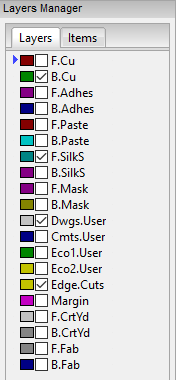 Layers Manager
Layers Items
F.Cu
B.Cu
F.Adhes
B.Adhes
F.Paste
B.Paste
F.SilkS
B.SilkS
F.Mask
B.Mask
Dwgs.User
Cmts.User
Eco1.User
Eco2.User
Edge.Cuts
Margin
F.CrtYd
B.CrtYd
F.Fab
B.Fab